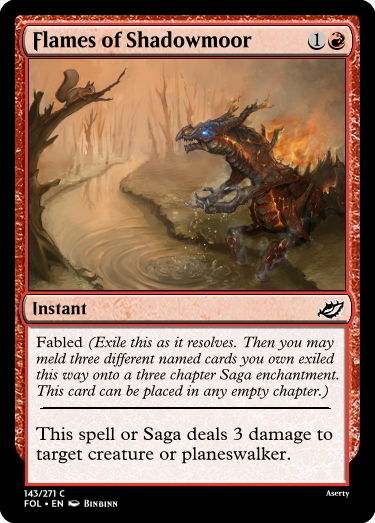 Flames of Shadowmoor 1
Instant
Fabled (Exile this as it resolves. Then you may
meld three different named cards you own exiled
this way onto a three chapter Saga enchantment.
This card can be placed in any empty chapter.)
This spell or Saga deals 3 damage to
target creature or planeswalker.
143/271 C
FOL • EN Binbinn
Aserty